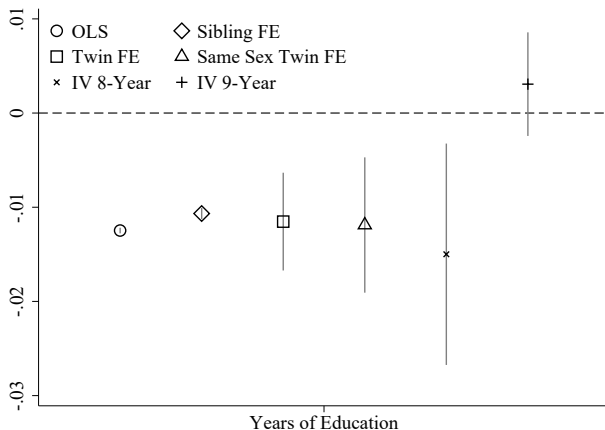 .01
OLS
Sibling FE
Twin FE
Same Sex Twin FE
IV 8-Year
IV 9-Year
0
-.01
-.02
-.03
Years of Education